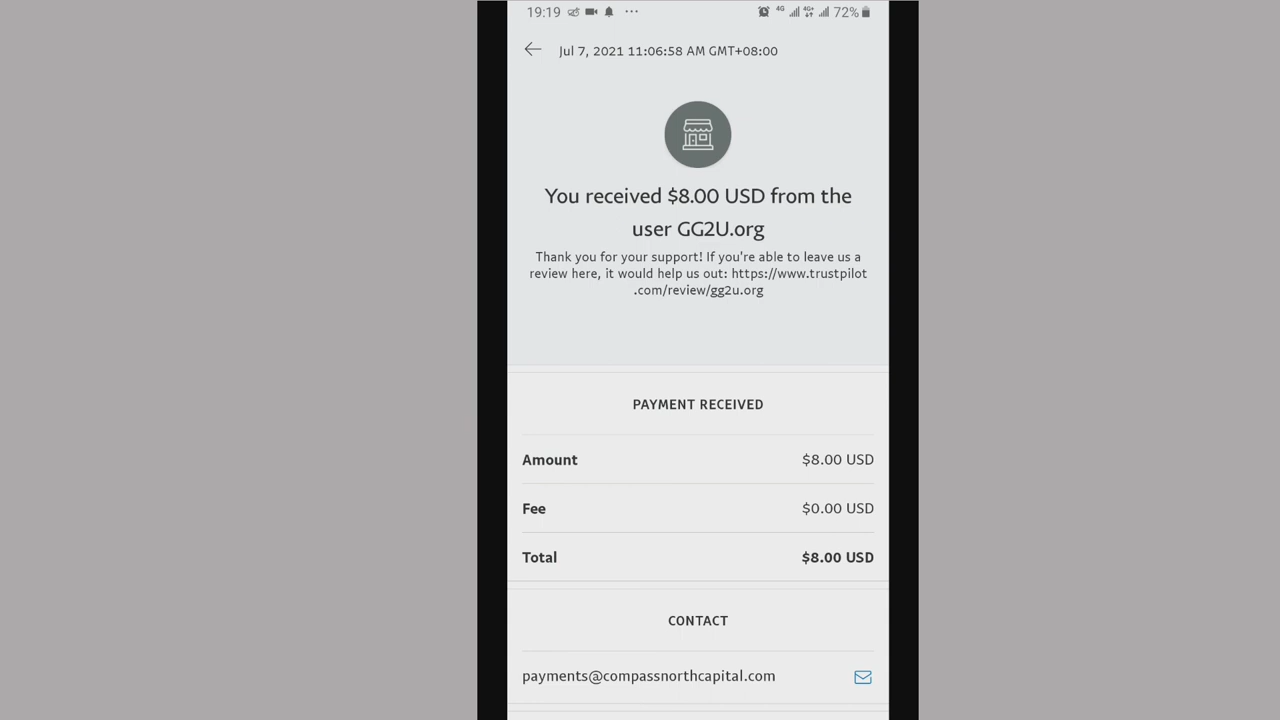 19:19 4G 4G+ 72%
Jul 7, 2021 11:06:58 AM GMT+08:00
You received $8.00 USD from the
user GG2U.org
Thank you for your support! If you're able to leave us a
review here, it would help us out: https://www.trustpilot
.com/review/gg2u.org
PAYMENT RECEIVED
Amount $8.00 USD
Fee $0.00 USD
Total $8.00 USD
CONTACT
payments@compassnorthcapital.com